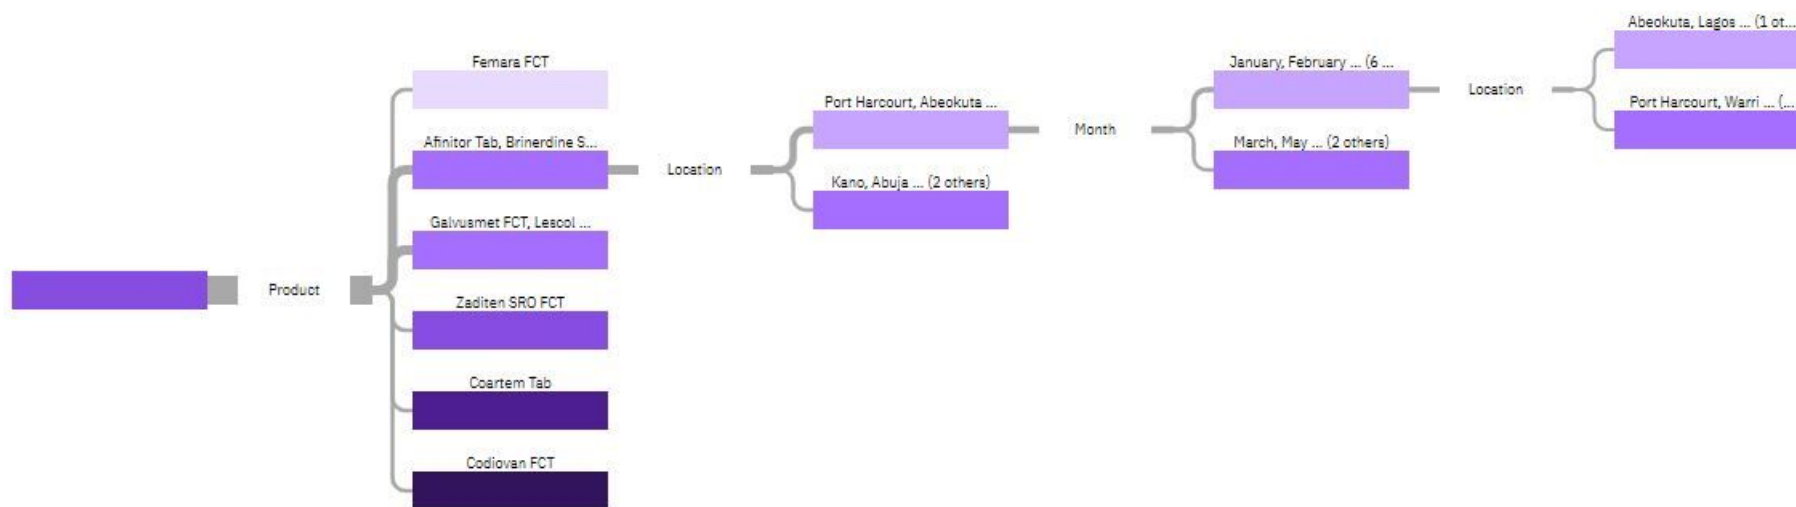 Product
Femara FCT
Afinitor Tab, Brinerdine S...
Galvusmet FCT, Lescol ...
Zaditen SRO FCT
Coartem Tab
Codiovan FCT
Location
Port Harcourt, Abeokuta ...
Kano, Abuja ... (2 others)
Month
January, February ... (6 ...
March, May ... (2 others)
Location
Abeokuta, Lagos ... (1 ot...
Port Harcourt, Warri ... (...